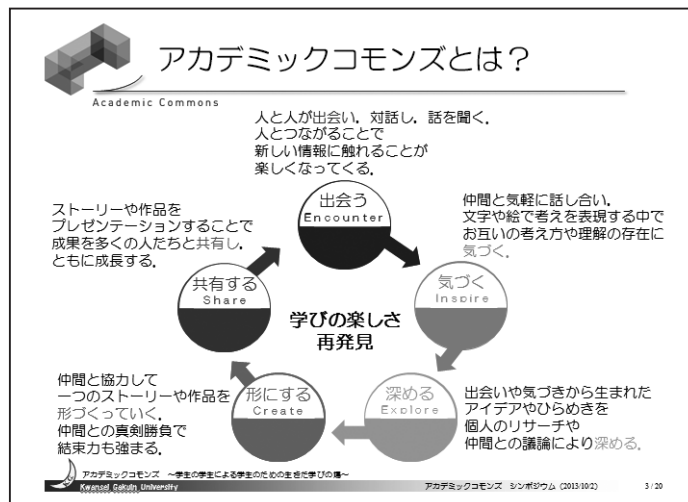 アカデミックコモンズとは？
Academic Commons
人と人が出会い，対話し，話を聞く．
人とつながることで
新しい情報に触れることが
楽しくなってくる．
出会う
Encounter
仲間と気軽に話し合い，
文字や絵で考えを表現する中で
お互いの考え方や理解の存在に
気づく．
気づく
Inspire
ストーリーや作品を
プレゼンテーションすることで
成果を多くの人たちと共有し，
ともに成長する．
共有する
Share
学びの楽しさ
再発見
仲間と協力して
一つのストーリーや作品を
形づくっていく．
仲間との真剣勝負で
結束力も強まる．
形にする
Create
深める
Explore
出会いや気づきから生まれた
アイデアやひらめきを
個人のリサーチや
仲間との議論により深める．
アカデミックコモンズ　～学生の学生による学生のための生きた学びの場～
Kwansei Gakuin University
アカデミックコモンズ　シンポジウム (2013/10/2)
3 / 20